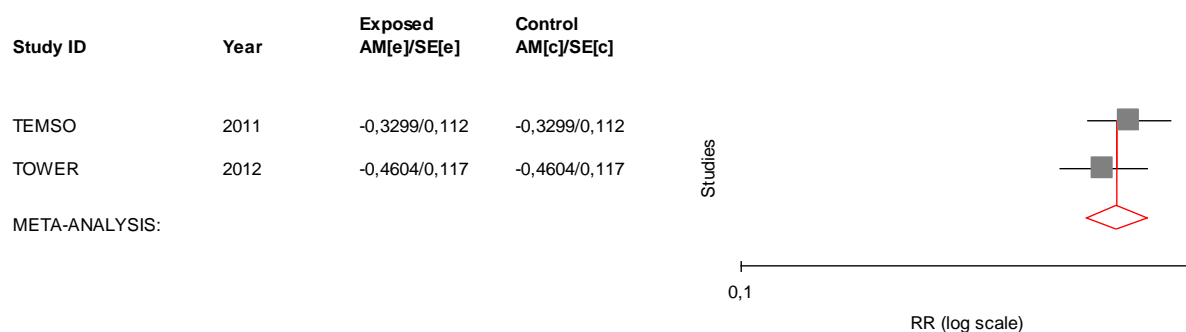 Study ID Year Exposed AM[e]/SE[e] Control AM[c]/SE[c]
TEMSO 2011 -0,3299/0,112 -0,3299/0,112
TOWER 2012 -0,4604/0,117 -0,4604/0,117
META-ANALYSIS:
Studies
0,1
RR (log scale)